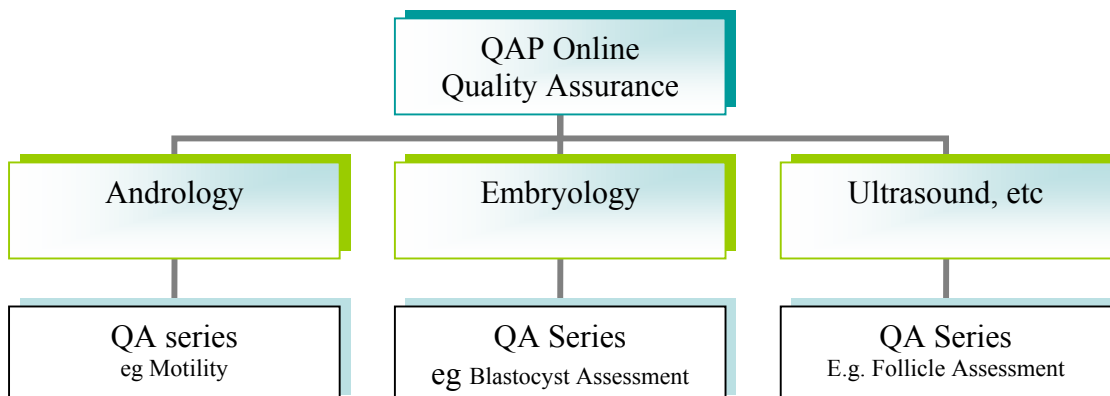 QAP Online
Quality Assurance
Andrology
Embryology
Ultrasound, etc
QA series
eg Motility
QA Series
eg Blastocyst Assessment
QA Series
E.g. Follicle Assessment